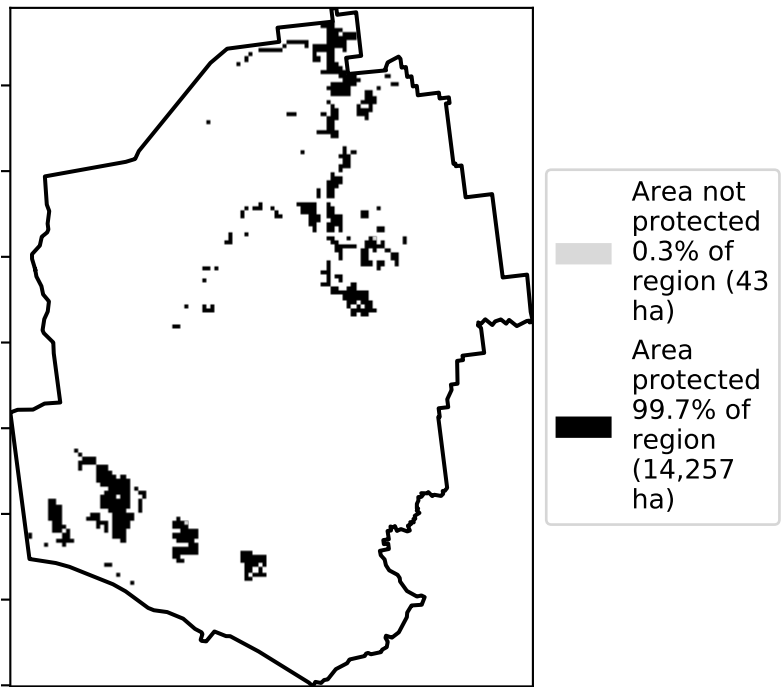 Area not
protected
0.3% of
region (43
ha)
Area
protected
99.7% of
region
(14,257
ha)